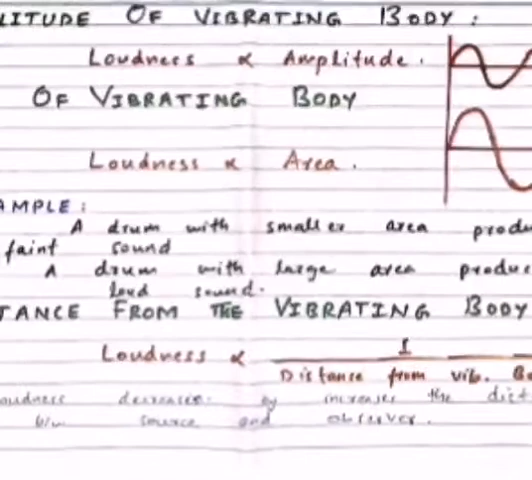 LITUDE OF VIBRATING BODY :
Loudness ∝ Amplitude.
OF VIBRATING BODY
Loudness ∝ Area.
AMPLE :
A drum with smaller area produ
faint sound
A drum with large area produc
loud sound.
TANCE FROM THE VIBRATING BODY
Loudness ∝ 1
Distance from vib. Bo
oudness decreases by increases the dist
b/w source and observer.